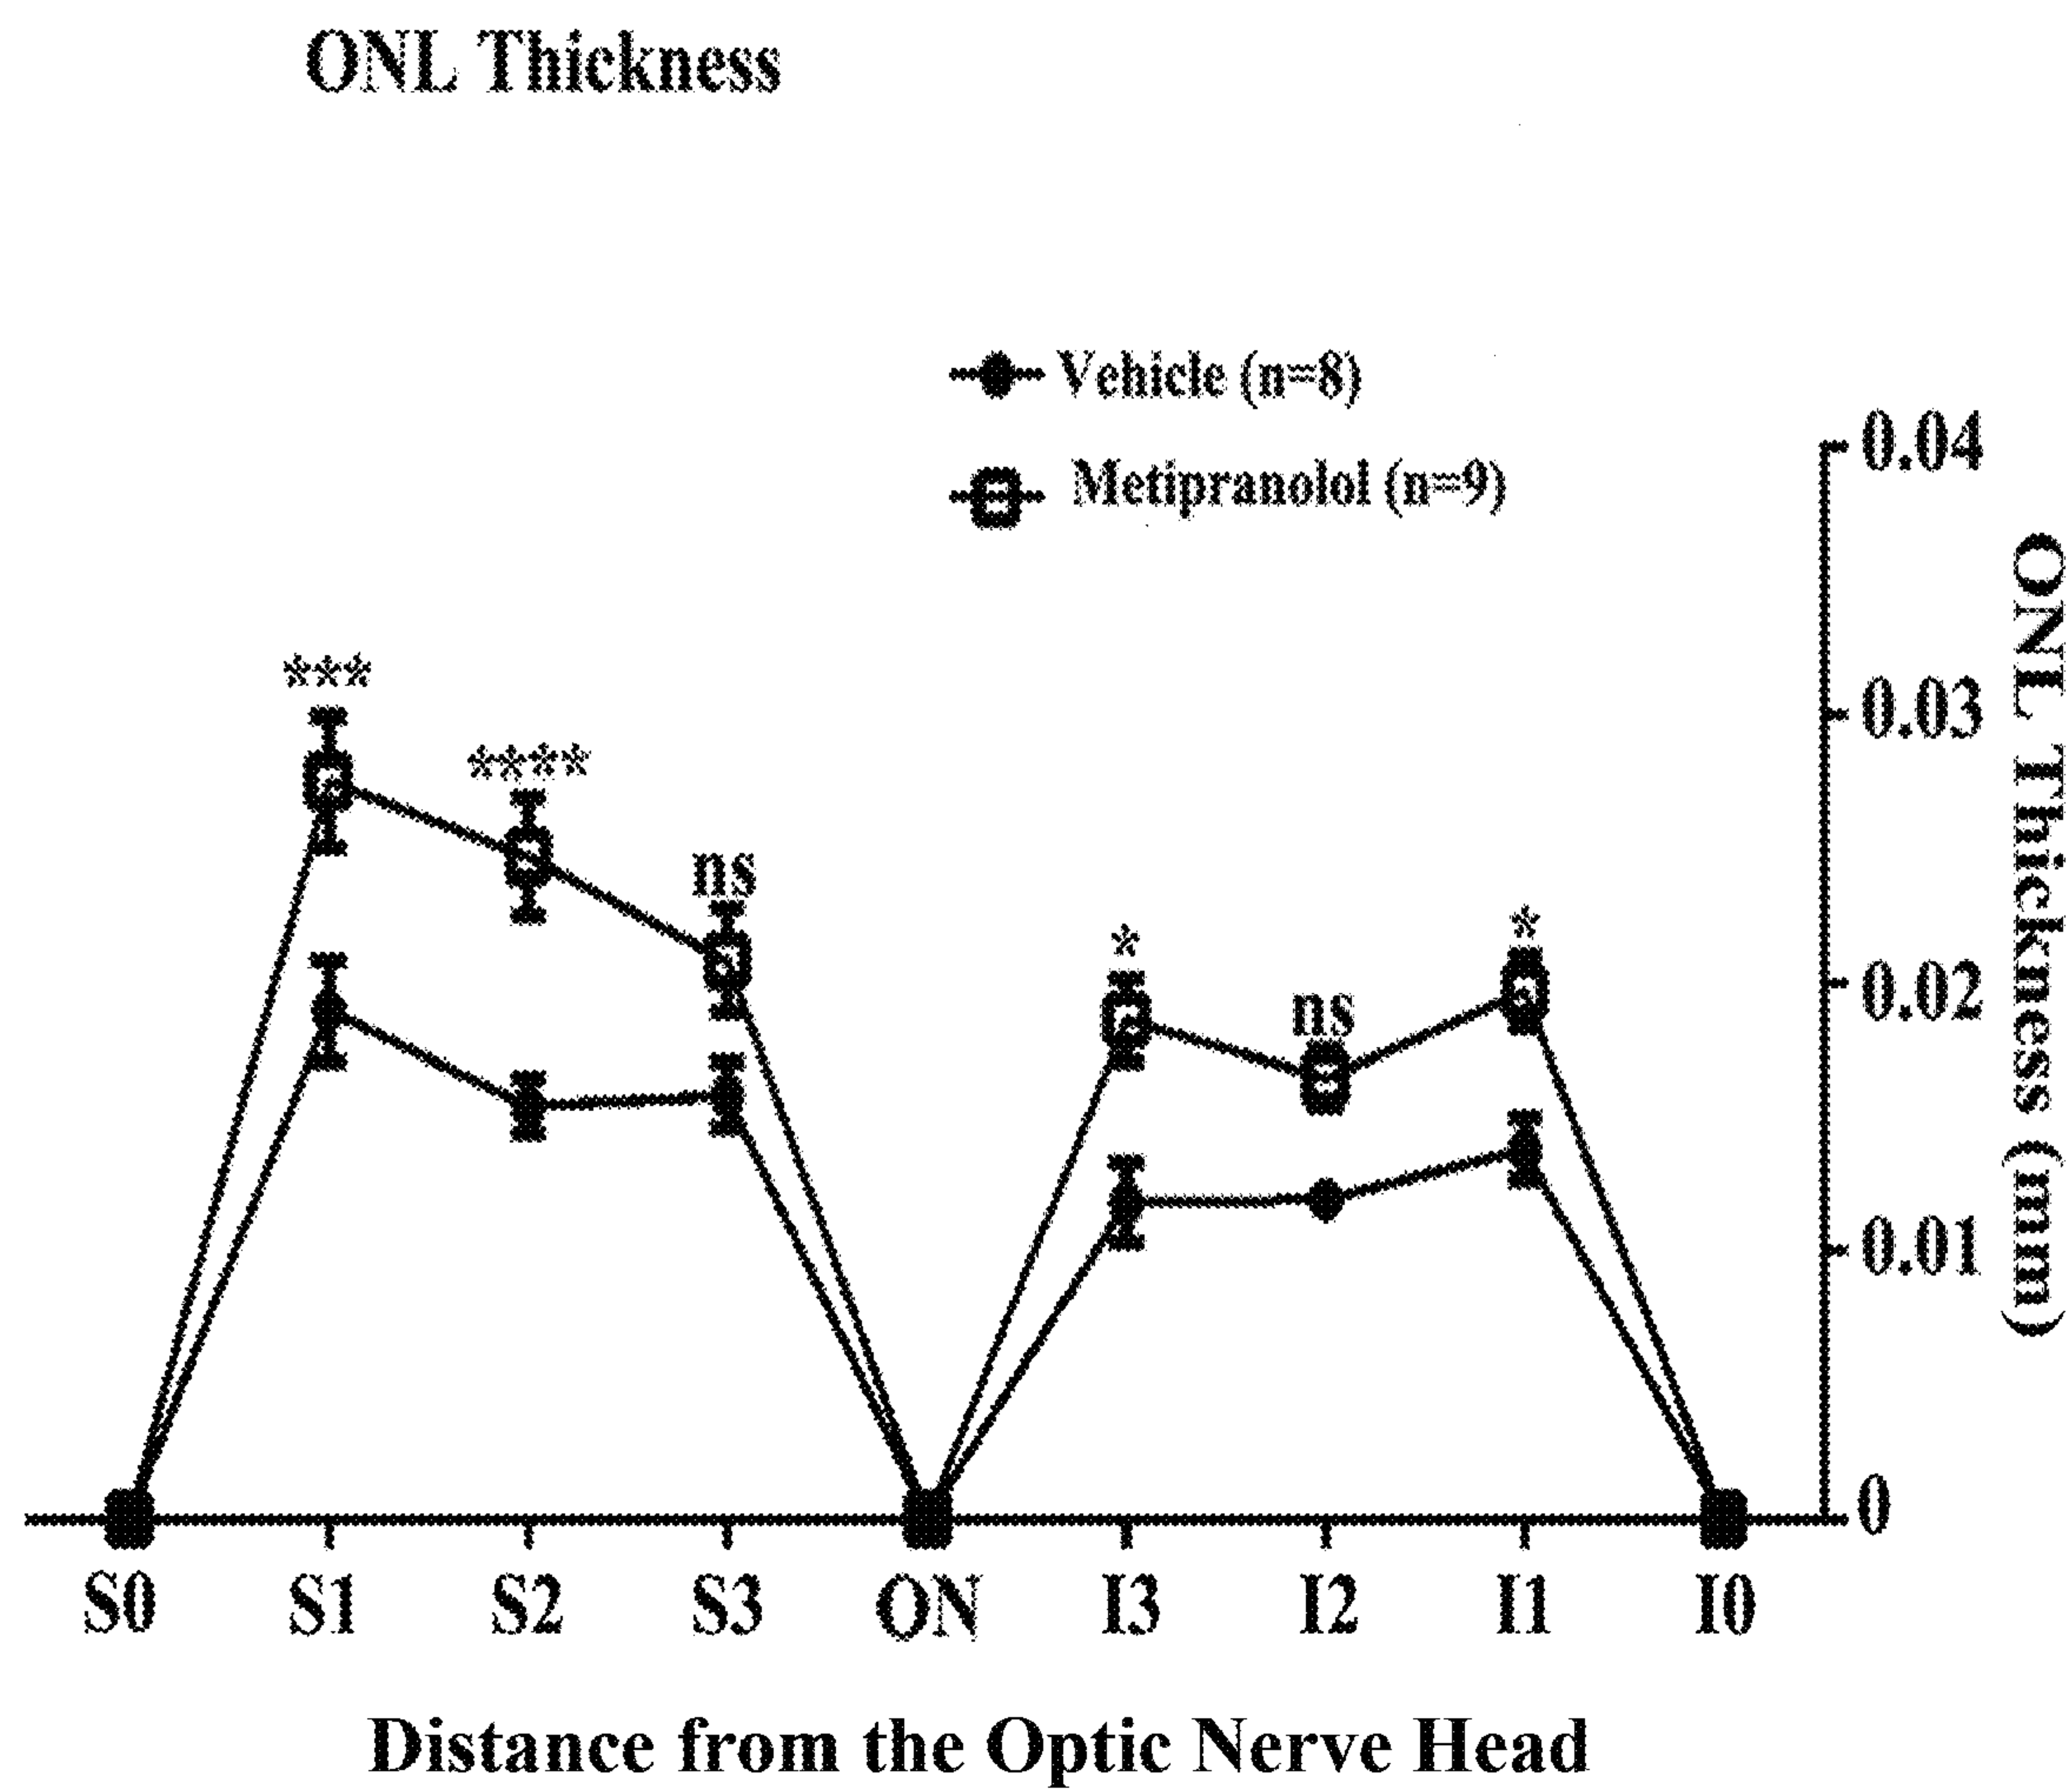 ONL Thickness
Vehicle (n=8)
Metipranolol (n=9)
***
****
ns
*
ns
*
0.04
0.03
0.02
0.01
0
ONL Thickness (mm)
S0 S1 S2 S3 ON I3 I2 I1 I0
Distance from the Optic Nerve Head